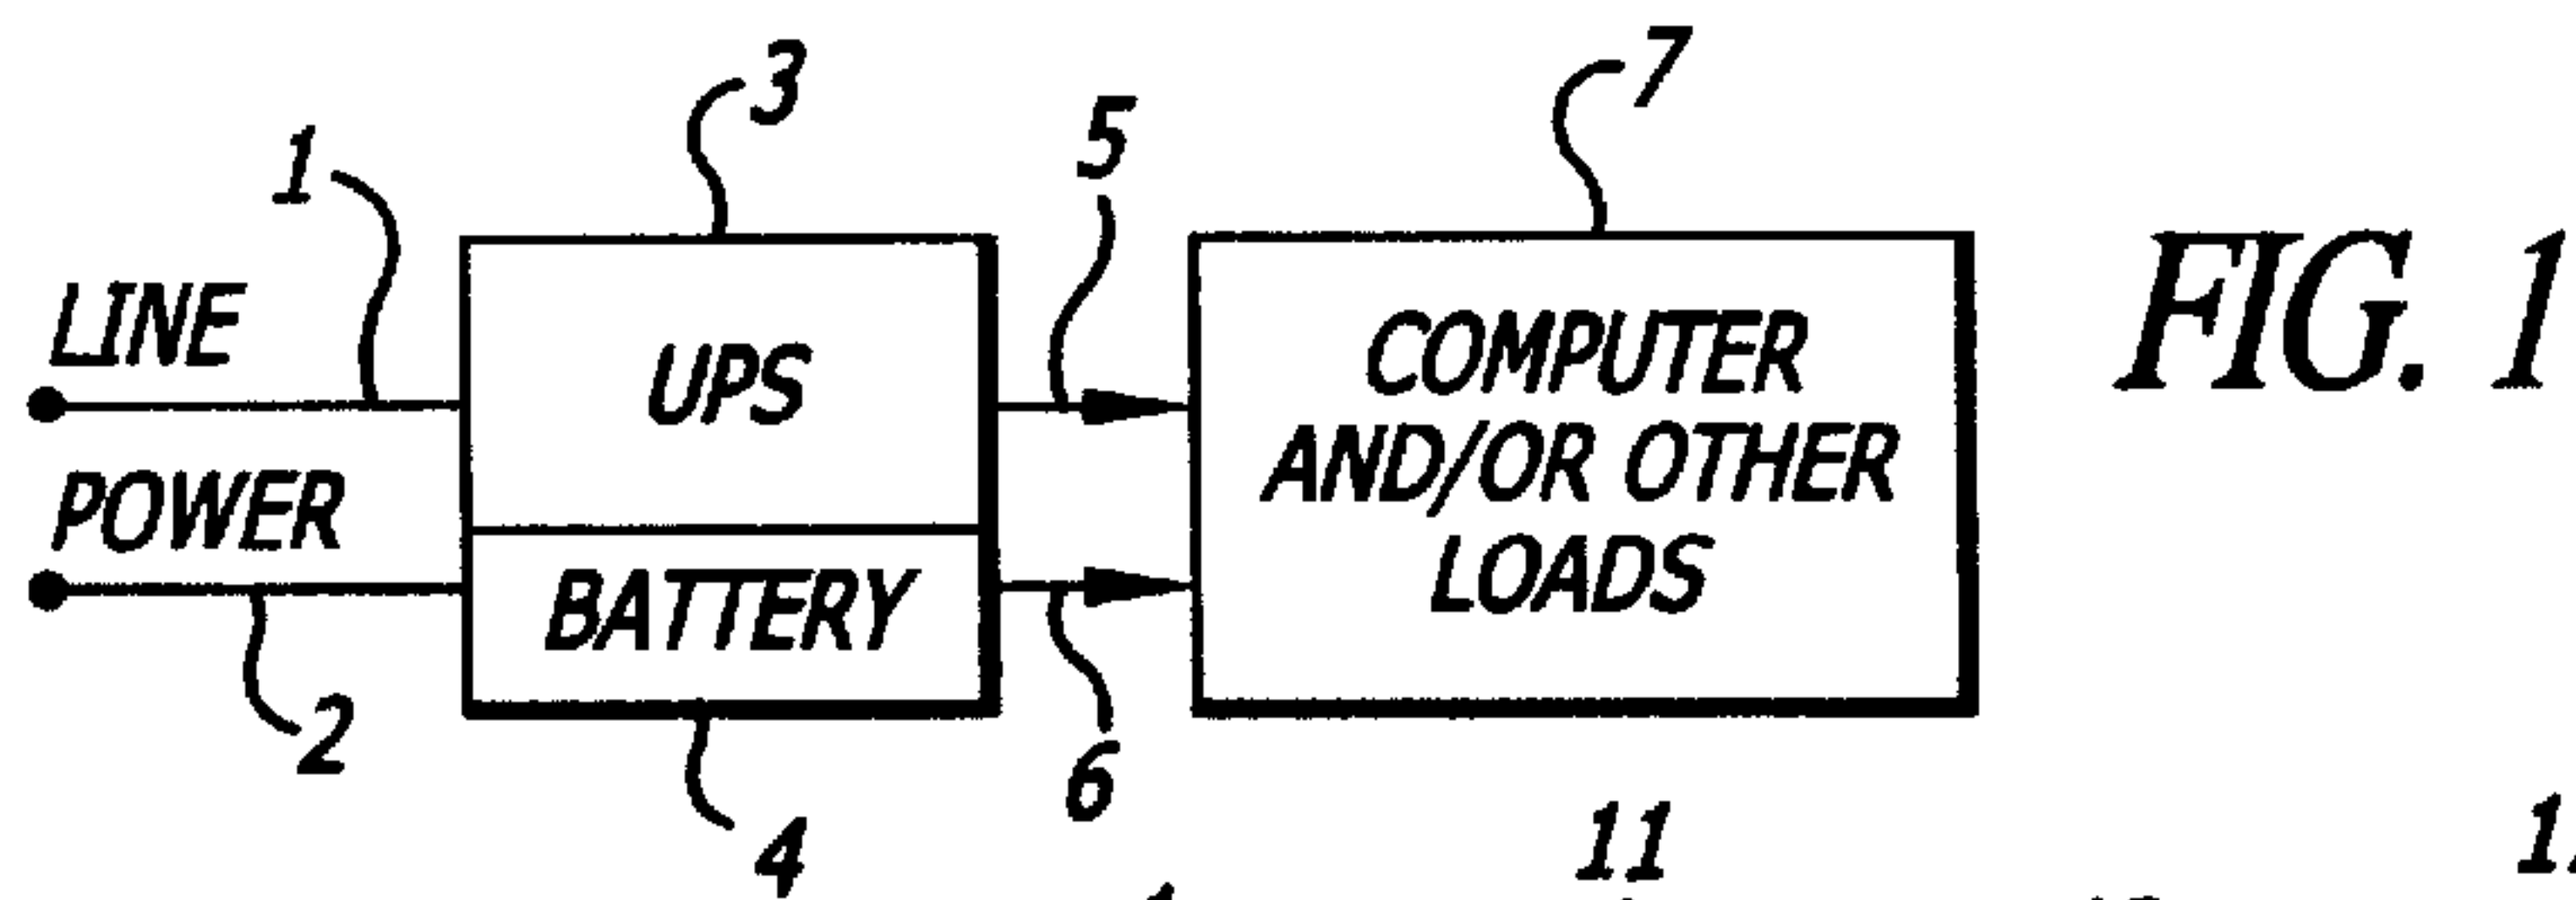 3
7
5
1
LINE
UPS
COMPUTER
AND/OR OTHER
LOADS
FIG. 1
POWER
BATTERY
2
6
4
11